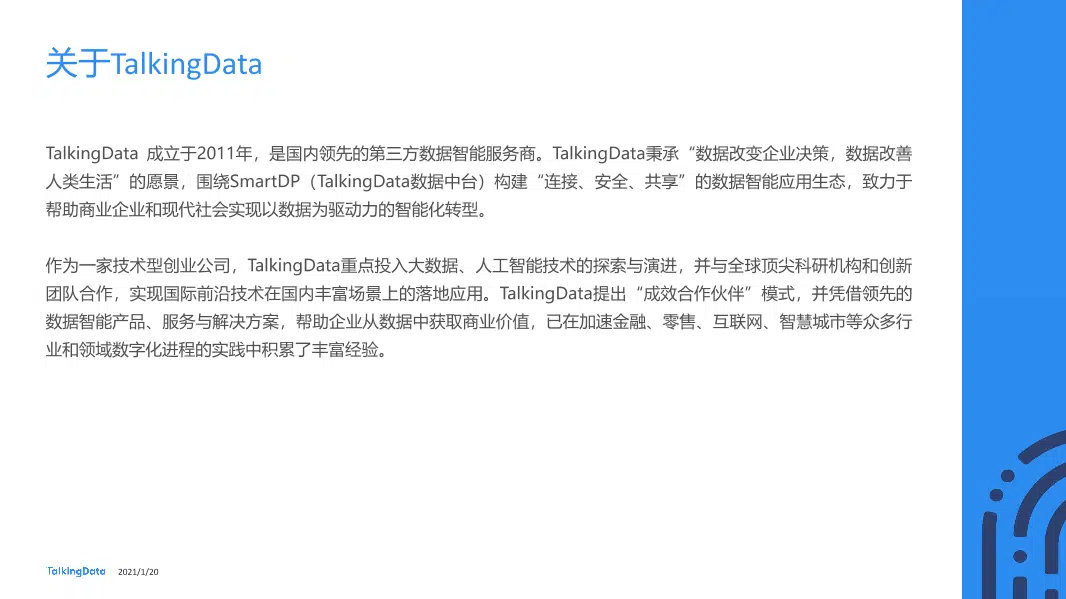 关于TalkingData
TalkingData 成立于2011年，是国内领先的第三方数据智能服务商。TalkingData秉承“数据改变企业决策，数据改善
人类生活”的愿景，围绕SmartDP（TalkingData数据中台）构建“连接、安全、共享”的数据智能应用生态，致力于
帮助商业企业和现代社会实现以数据为驱动力的智能化转型。
作为一家技术型创业公司，TalkingData重点投入大数据、人工智能技术的探索与演进，并与全球顶尖科研机构和创新
团队合作，实现国际前沿技术在国内丰富场景上的落地应用。TalkingData提出“成效合作伙伴”模式，并凭借领先的
数据智能产品、服务与解决方案，帮助企业从数据中获取商业价值，已在加速金融、零售、互联网、智慧城市等众多行
业和领域数字化进程的实践中积累了丰富经验。
TalkingData 2021/1/20